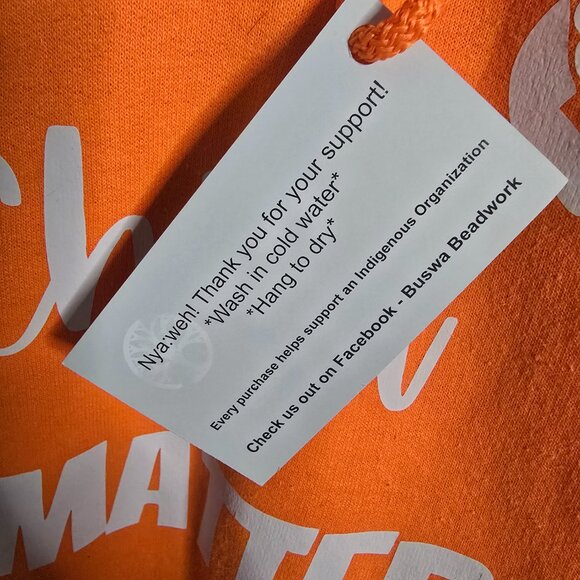 Nya:weh! Thank you for your support!
*Wash in cold water*
*Hang to dry*
Every purchase helps support an Indigenous Organization
Check us out on Facebook - Buswa Beadwork
MATTER